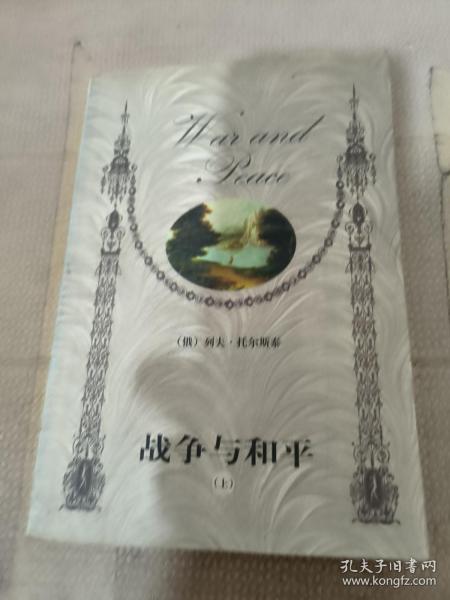 War and
Peace
（俄）列夫·托尔斯泰
战争与和平
（上）
孔夫子旧书网
www.kongfz.com